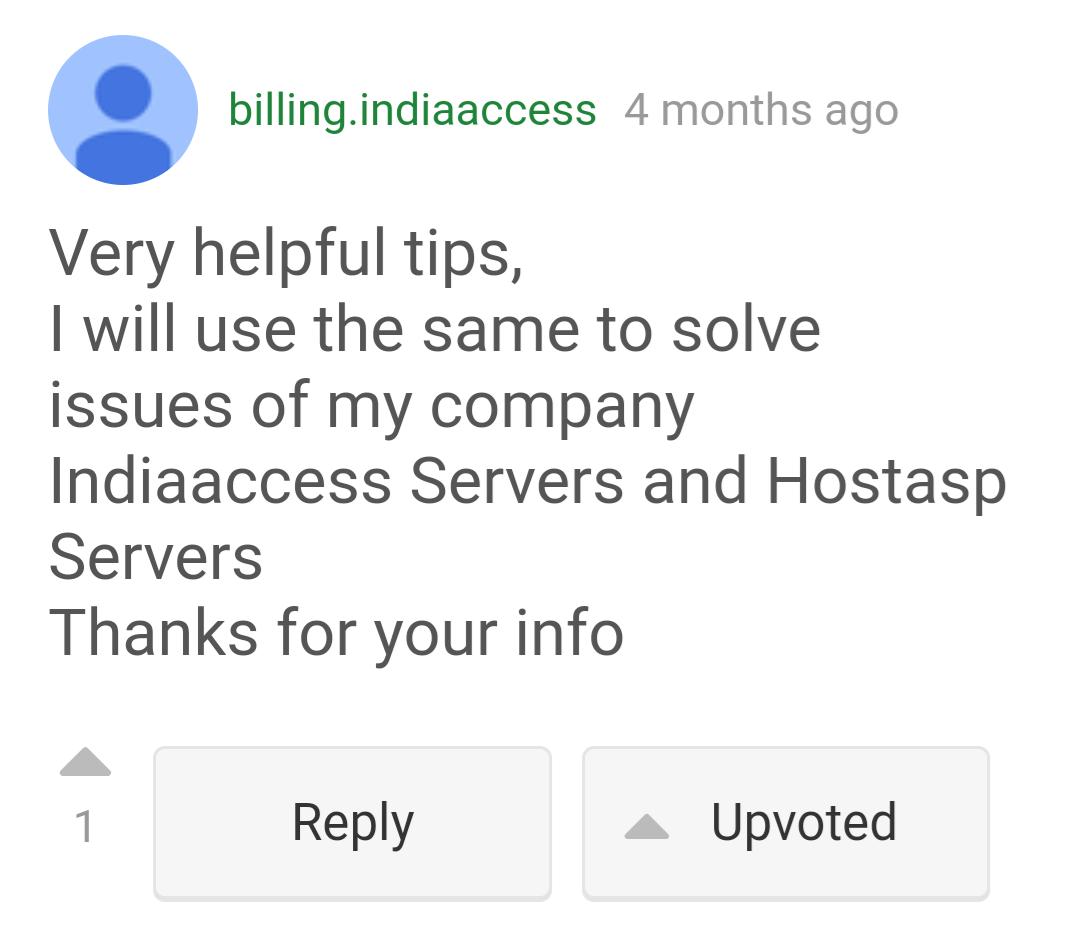 billing.indiaaccess 4 months ago
Very helpful tips,
I will use the same to solve
issues of my company
Indiaaccess Servers and Hostasp
Servers
Thanks for your info
1
Reply
Upvoted